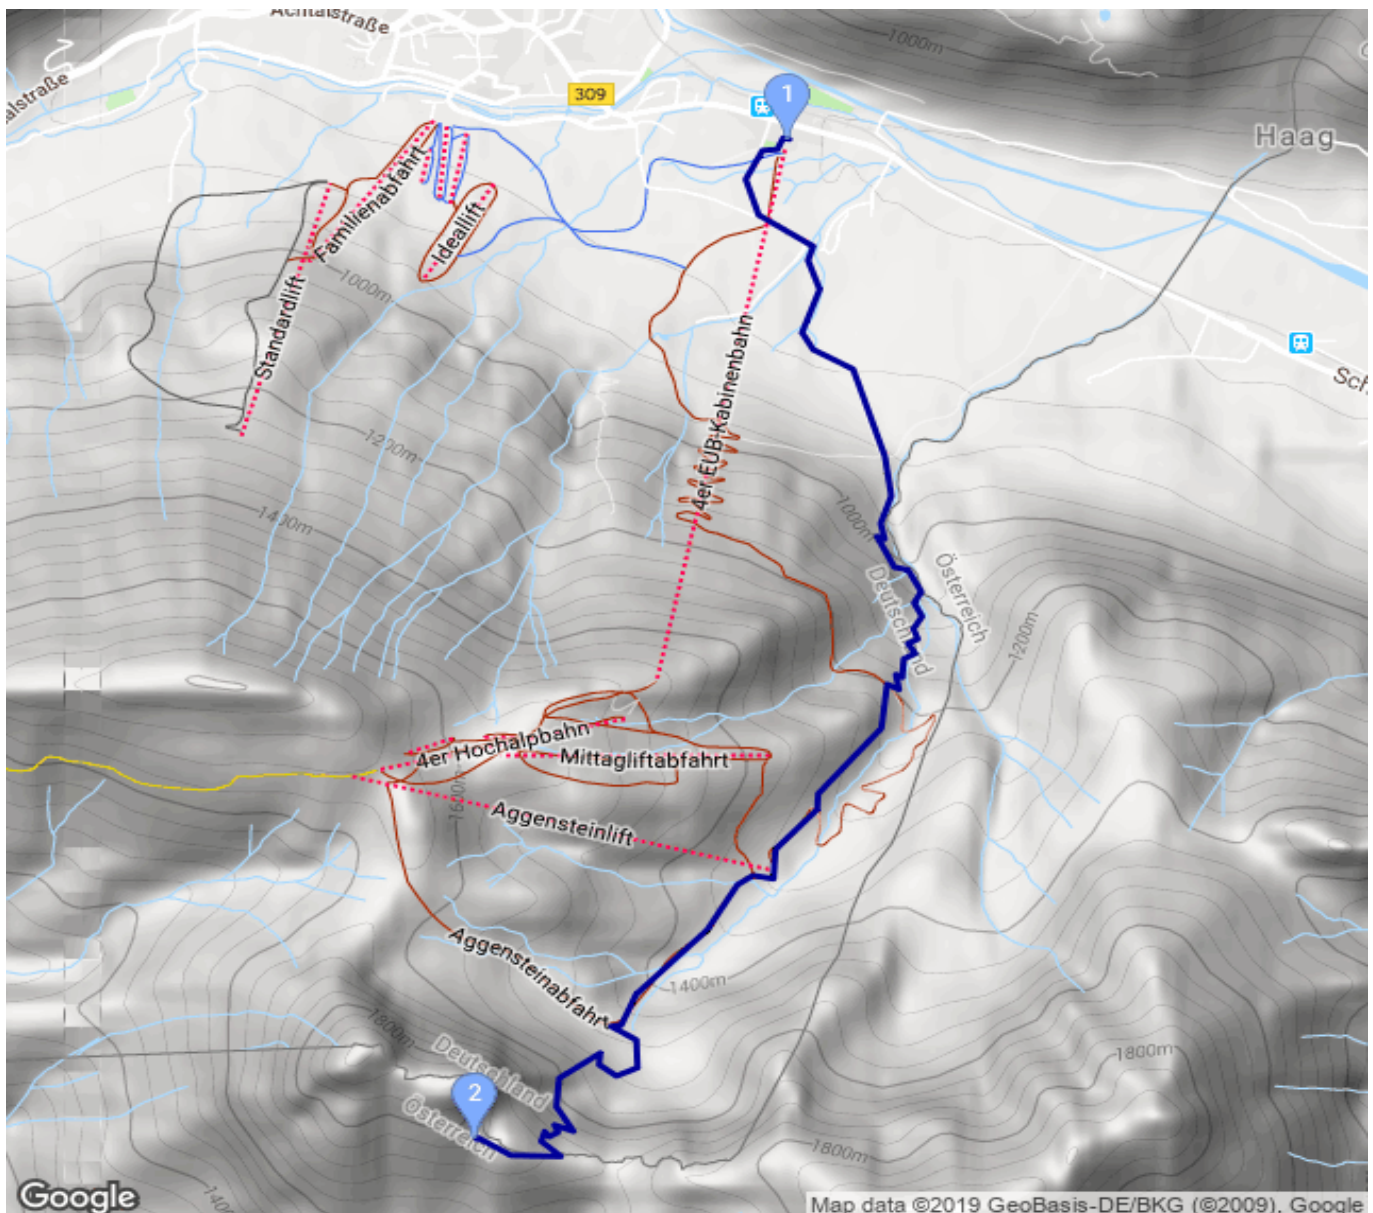 Achtalstraße
1000m
alstraße
309
1
Haag
Familienabfahrt
Ideallift
1000m
Standardlift
4er EUB-Kabinenbahn
Sch
1200m
1400m
1000m
Österreich
Deutschland
1200m
4er Hochalpbahn
Mittagliftabfahrt
1600m
Aggensteinlift
Aggensteinabfahrt
1400m
1800m
Deutschland
1800m
2
Österreich
1800m
1400
Google
Map data ©2019 GeoBasis-DE/BKG (©2009), Google